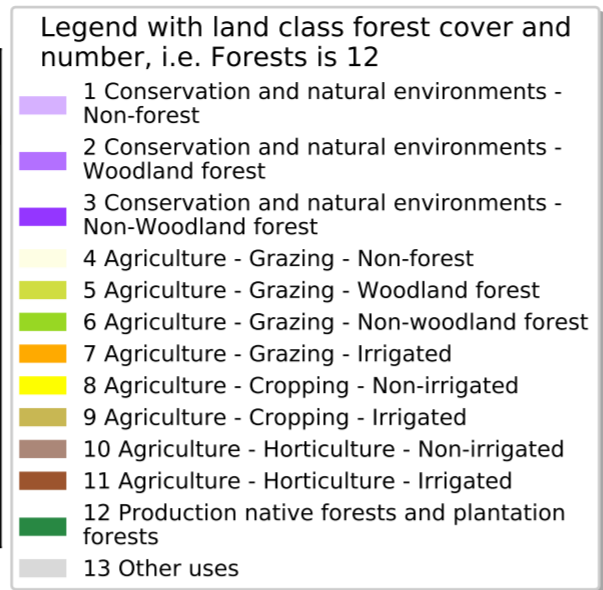 Legend with land class forest cover and
number, i.e. Forests is 12
1 Conservation and natural environments -
Non-forest
2 Conservation and natural environments -
Woodland forest
3 Conservation and natural environments -
Non-Woodland forest
4 Agriculture - Grazing - Non-forest
5 Agriculture - Grazing - Woodland forest
6 Agriculture - Grazing - Non-woodland forest
7 Agriculture - Grazing - Irrigated
8 Agriculture - Cropping - Non-irrigated
9 Agriculture - Cropping - Irrigated
10 Agriculture - Horticulture - Non-irrigated
11 Agriculture - Horticulture - Irrigated
12 Production native forests and plantation
forests
13 Other uses